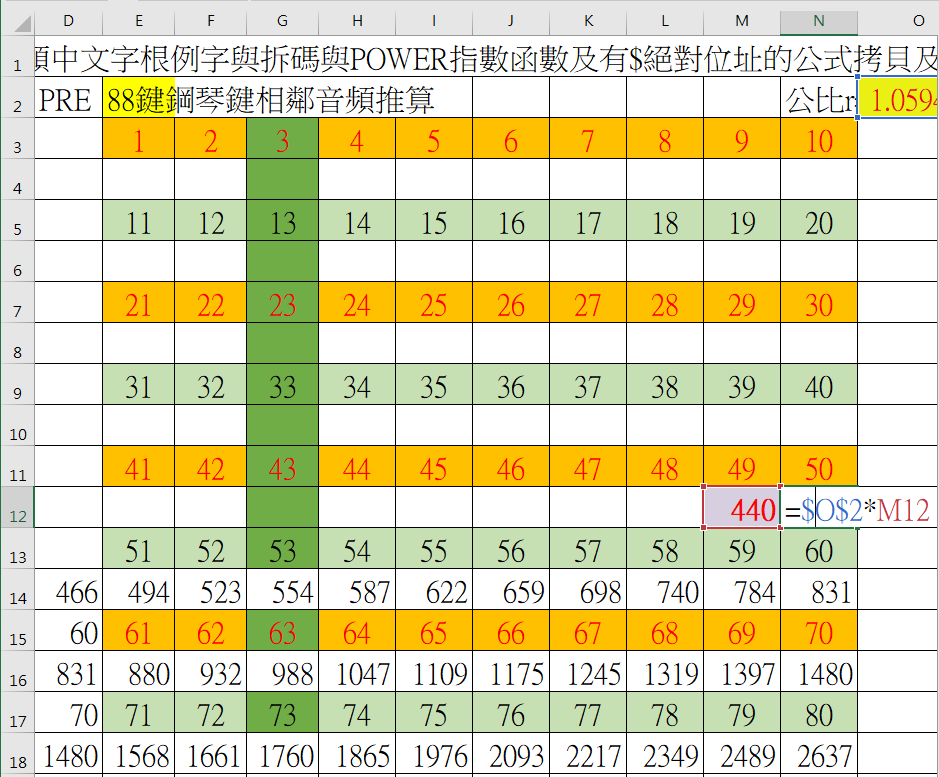 D E F G H I J K L M N O
1 中文字根例字與拆碼與POWER指數函數及有$絕對位址的公式拷貝及
2 PRE 88鍵鋼琴鍵相鄰音頻推算 公比r 1.059
3 1 2 3 4 5 6 7 8 9 10
4
5 11 12 13 14 15 16 17 18 19 20
6
7 21 22 23 24 25 26 27 28 29 30
8
9 31 32 33 34 35 36 37 38 39 40
10
11 41 42 43 44 45 46 47 48 49 50
12 440 =$O$2*M12
13 51 52 53 54 55 56 57 58 59 60
14 466 494 523 554 587 622 659 698 740 784 831
15 60 61 62 63 64 65 66 67 68 69 70
16 831 880 932 988 1047 1109 1175 1245 1319 1397 1480
17 70 71 72 73 74 75 76 77 78 79 80
18 1480 1568 1661 1760 1865 1976 2093 2217 2349 2489 2637